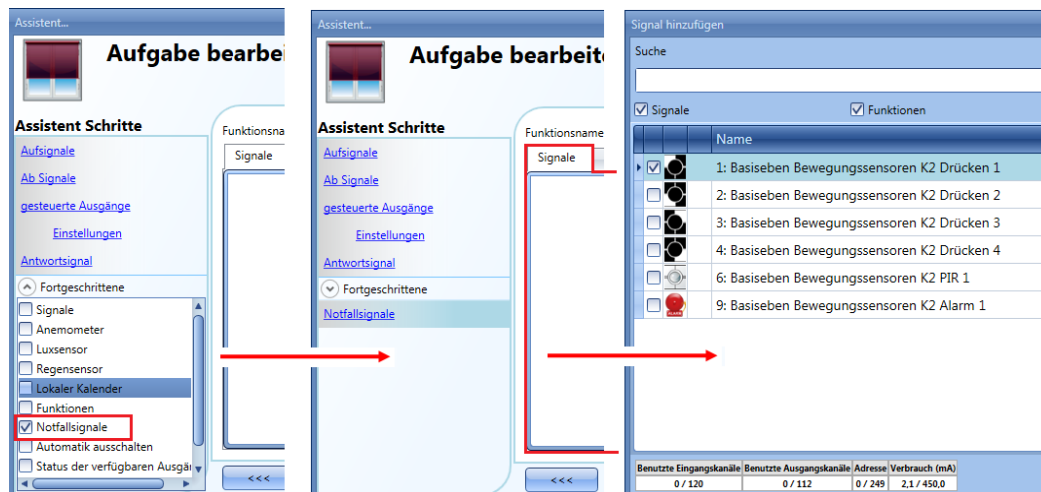 Assistent...
Aufgabe bearbei
Assistent Schritte
Aufsignale
Ab Signale
gesteuerte Ausgänge
Einstellungen
Antwortsignal
Fortgeschrittene
Signale
Anemometer
Luxsensor
Regensensor
Lokaler Kalender
Funktionen
Notfallsignale
Automatik ausschalten
Status der verfügbaren Ausgä
Funktionsna
Signale
<<<
Assistent...
Aufgabe bearbeit
Assistent Schritte
Aufsignale
Ab Signale
gesteuerte Ausgänge
Einstellungen
Antwortsignal
Fortgeschrittene
Notfallsignale
Funktionsname
Signale
<<<
Signal hinzufügen
Suche
Signale Funktionen
Name
1: Basiseben Bewegungssensoren K2 Drücken 1
2: Basiseben Bewegungssensoren K2 Drücken 2
3: Basiseben Bewegungssensoren K2 Drücken 3
4: Basiseben Bewegungssensoren K2 Drücken 4
6: Basiseben Bewegungssensoren K2 PIR 1
9: Basiseben Bewegungssensoren K2 Alarm 1
Benutzte Eingangskanäle Benutzte Ausgangskanäle Adresse Verbrauch (mA)
0 / 120 0 / 112 0 / 249 2,1 / 450,0